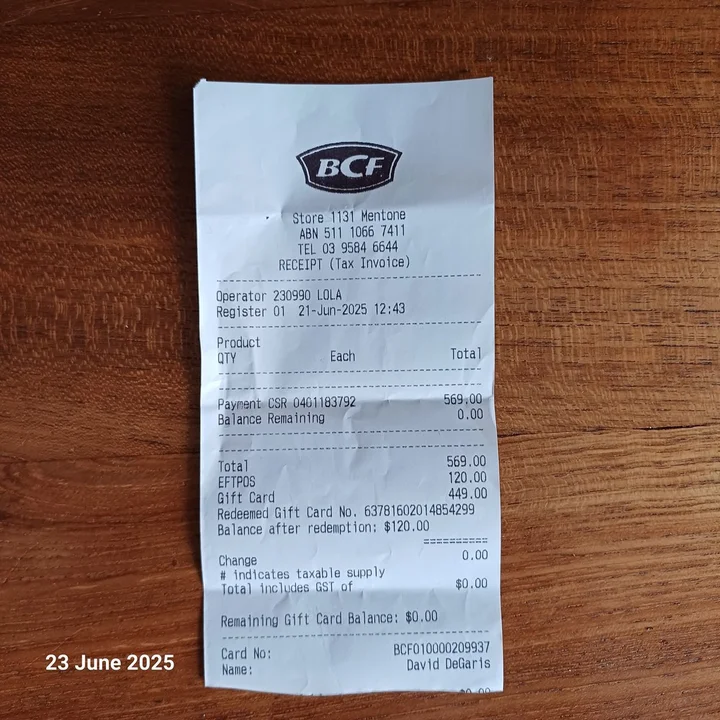 BCF
Store 1131 Mentone
ABN 511 1066 7411
TEL 03 9584 6644
RECEIPT (Tax Invoice)
Operator 230990 LOLA
Register 01 21-Jun-2025 12:43
Product
QTY Each Total
Payment CSR 0401183792 569.00
Balance Remaining 0.00
Total 569.00
EFTPOS 120.00
Gift Card 449.00
Redeemed Gift Card No. 63781602014854299
Balance after redemption: $120.00
==========
Change 0.00
# indicates taxable supply
Total includes GST of $0.00
Remaining Gift Card Balance: $0.00
Card No: BCF010000209937
Name: David DeGaris
23 June 2025